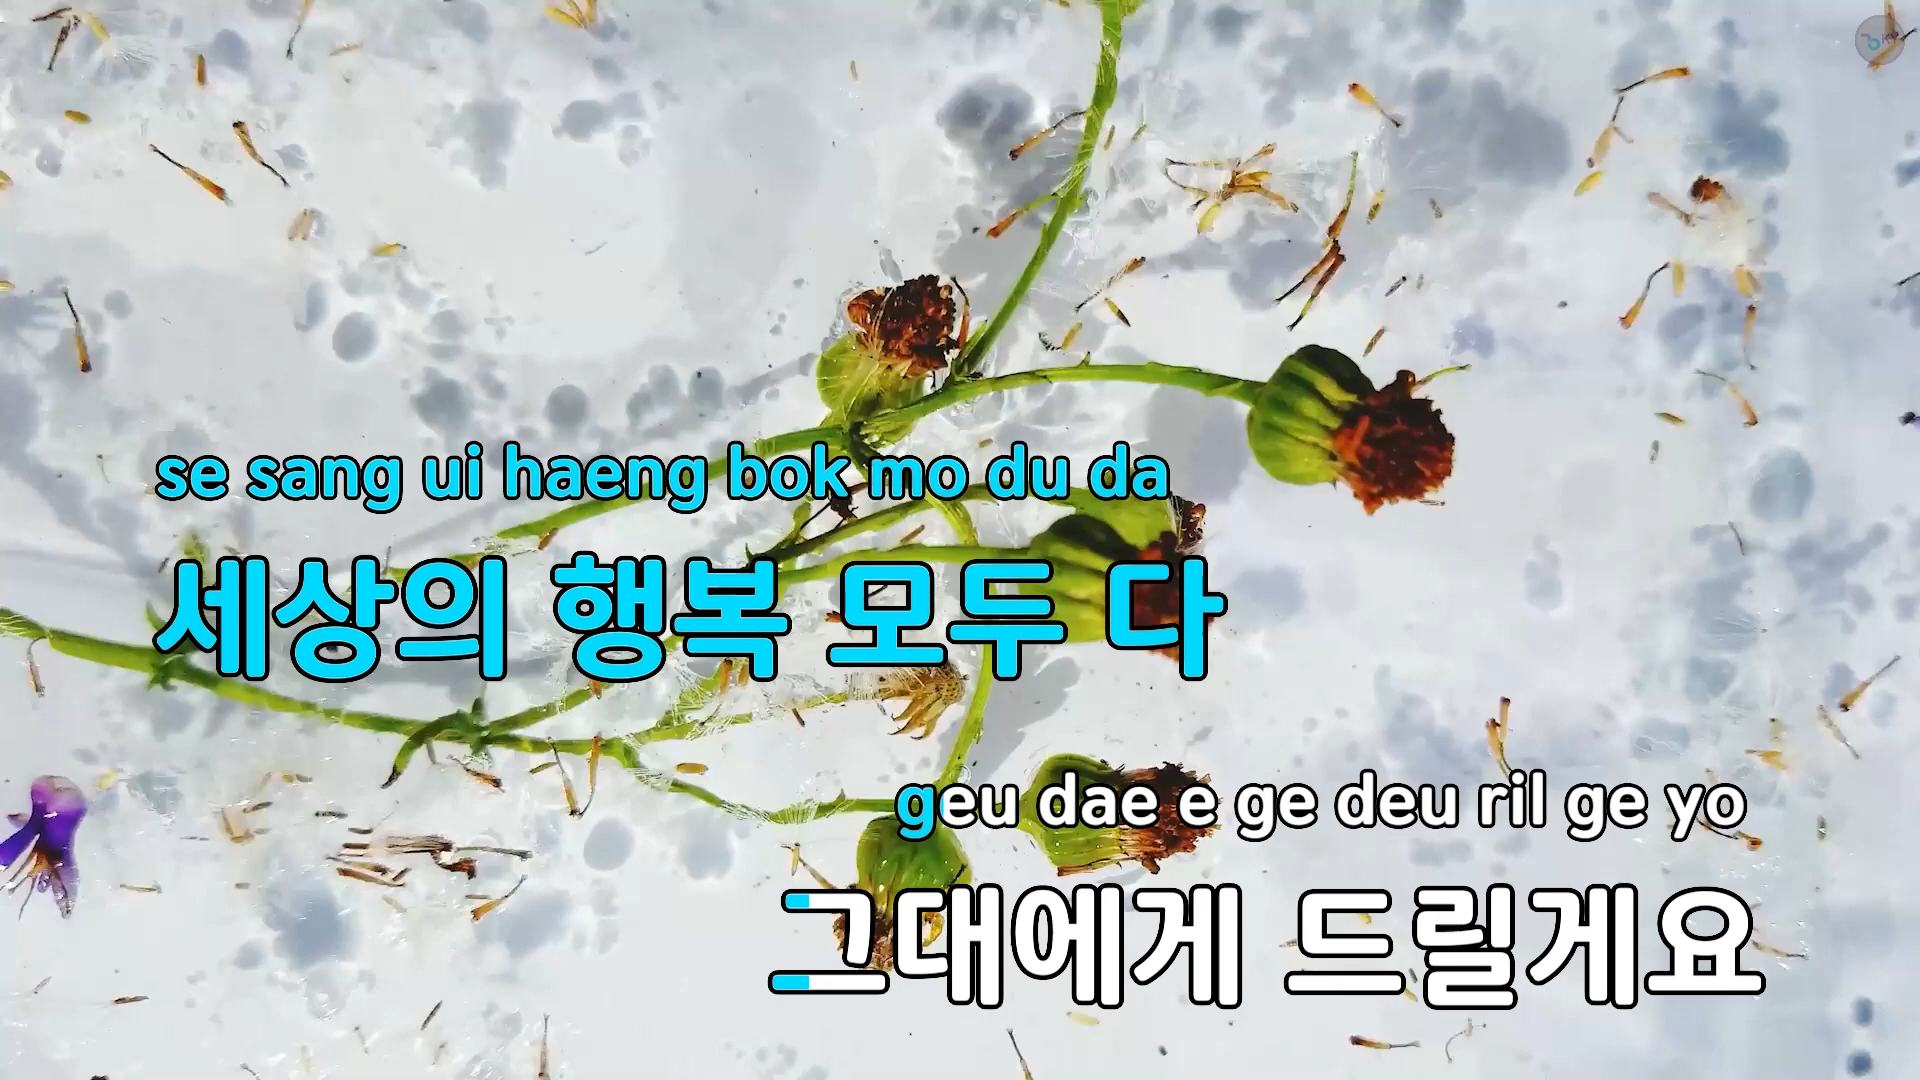 se sang ui haeng bok mo du da
세상의 행복 모두 다
geu dae e ge deu ril ge yo
그대에게 드릴게요